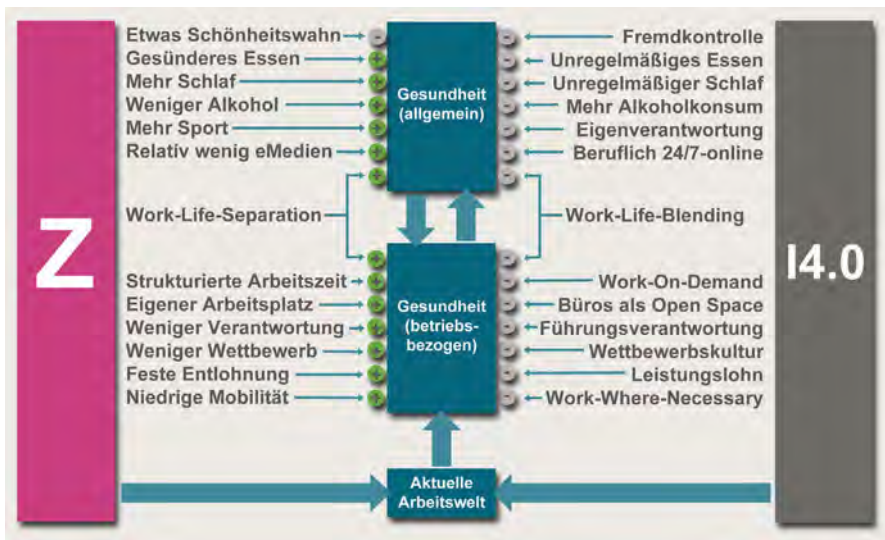 Z
Etwas Schönheitswahn
Gesünderes Essen
Mehr Schlaf
Weniger Alkohol
Mehr Sport
Relativ wenig eMedien
Work-Life-Separation
Strukturierte Arbeitszeit
Eigener Arbeitsplatz
Weniger Verantwortung
Weniger Wettbewerb
Feste Entlohnung
Niedrige Mobilität
Gesundheit
(allgemein)
Gesundheit
(betriebs-
bezogen)
Aktuelle
Arbeitswelt
Fremdkontrolle
Unregelmäßiges Essen
Unregelmäßiger Schlaf
Mehr Alkoholkonsum
Eigenverantwortung
Beruflich 24/7-online
Work-Life-Blending
Work-On-Demand
Büros als Open Space
Führungsverantwortung
Wettbewerbskultur
Leistungslohn
Work-Where-Necessary
I4.0